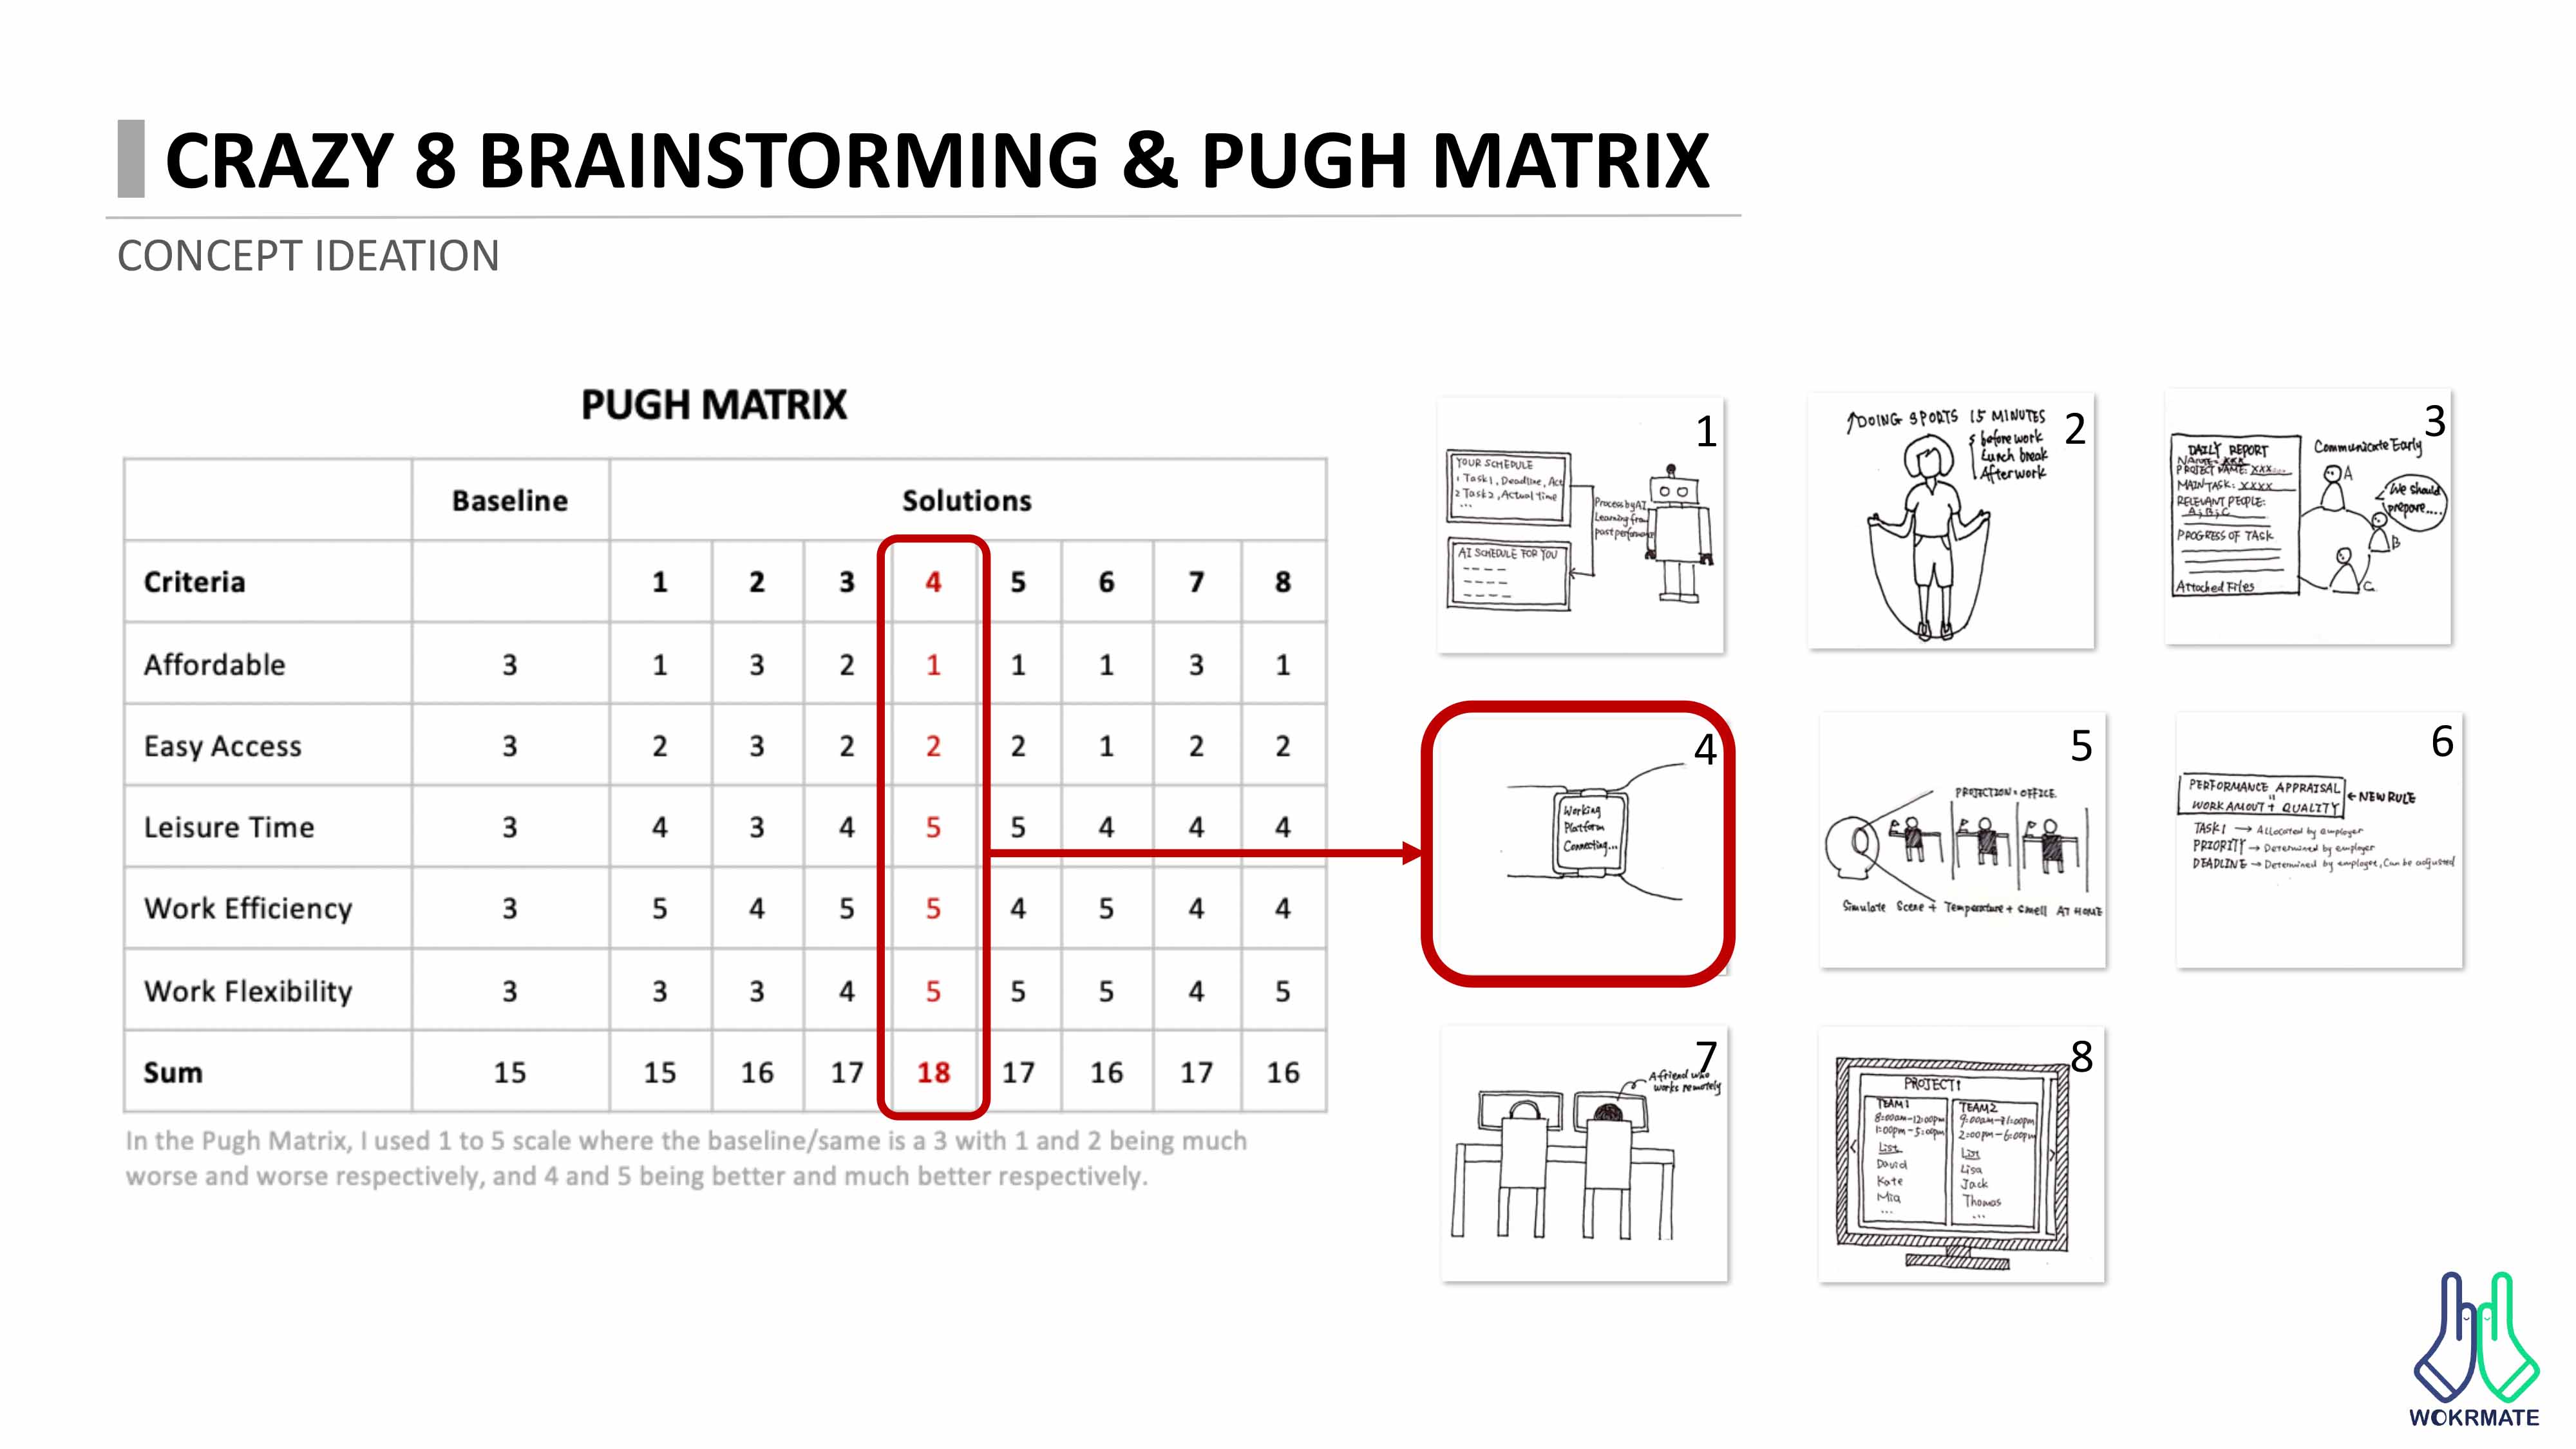 CRAZY 8 BRAINSTORMING & PUGH MATRIX
CONCEPT IDEATION
PUGH MATRIX
Baseline Solutions
Criteria 1 2 3 4 5 6 7 8
Affordable 3 1 3 2 1 1 1 3 1
Easy Access 3 2 3 2 2 2 1 2 2
Leisure Time 3 4 3 4 5 5 4 4 4
Work Efficiency 3 5 4 5 5 4 5 4 4
Work Flexibility 3 3 3 4 5 5 5 4 5
Sum 15 15 16 17 18 17 16 17 16
In the Pugh Matrix, I used 1 to 5 scale where the baseline/same is a 3 with 1 and 2 being much
worse and worse respectively, and 4 and 5 being better and much better respectively.
1
YOUR SCHEDULE
1 Task1, Deadline, Act
2 Task2, Actual time
...
Process by AI
Learning from
past performance
AI SCHEDULE FOR YOU
2
DOING SPORTS 15 MINUTES
before work
Lunch break
Afterwork
3
DAILY REPORT
NAME: XXX
PROJECT NAME: XXX...
MAIN TASK: XXXX
RELEVANT PEOPLE:
A; B; C
PROGRESS OF TASK
Attached Files
Communicate Early
A
We should
prepare....
B
C
4
Working
Platform
Connecting...
5
PROJECTION: OFFICE
Simulate Scene + Temperature + Smell AT HOME
6
PERFORMANCE APPRAISAL
=
WORK AMOUT + QUALITY
← NEW RULE
TASK1 → Allocated by employer
PRIORITY → Determined by employer
DEADLINE → Determined by employee, Can be adjusted
7
A friend who
works remotely
8
PROJECT1
TEAM1
8:00am-12:00pm
1:00pm-5:00pm
List
David
Kate
Mia
...
TEAM2
2:00pm-6:00pm
List
Lisa
Jack
Thomas
...
WOKRMATE